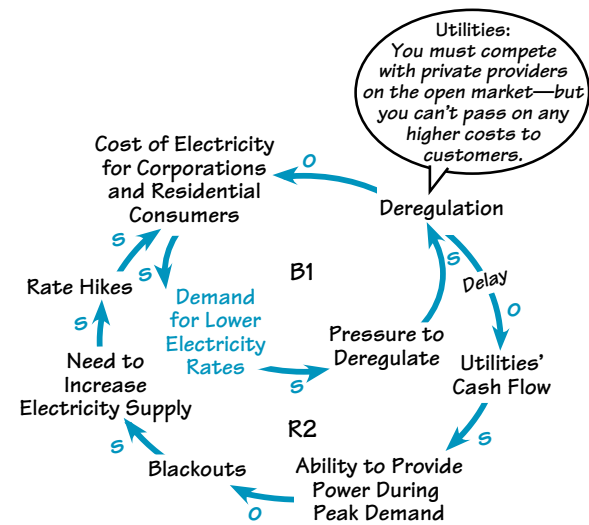 Utilities:
You must compete
with private providers
on the open market—but
you can't pass on any
higher costs to
customers.
Cost of Electricity
for Corporations
and Residential
Consumers
O
Deregulation
S
S
B1
S
Delay
Rate Hikes
Demand
for Lower
Electricity
Rates
O
S
Pressure to
Deregulate
Need to
Increase
Electricity Supply
S
Utilities'
Cash Flow
R2
S
S
Blackouts
Ability to Provide
Power During
Peak Demand
O